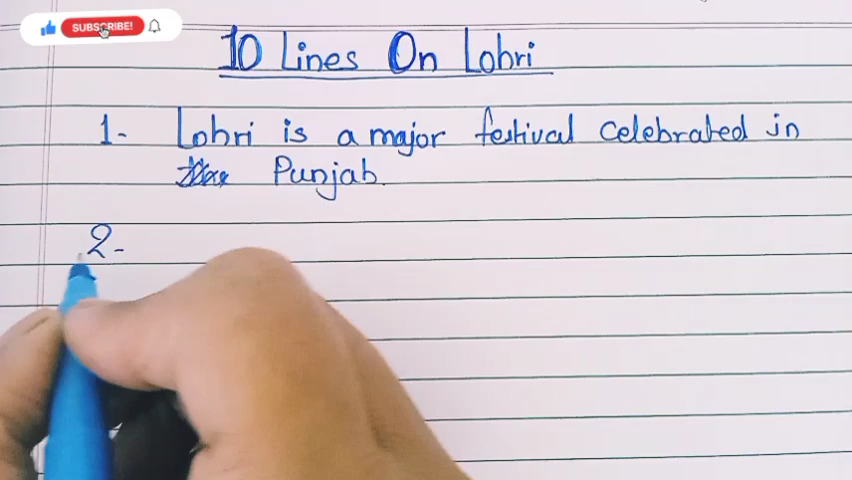 SUBSCRIBE!
10 Lines On Lohri
1- Lohri is a major festival celebrated in
Punjab.
2-